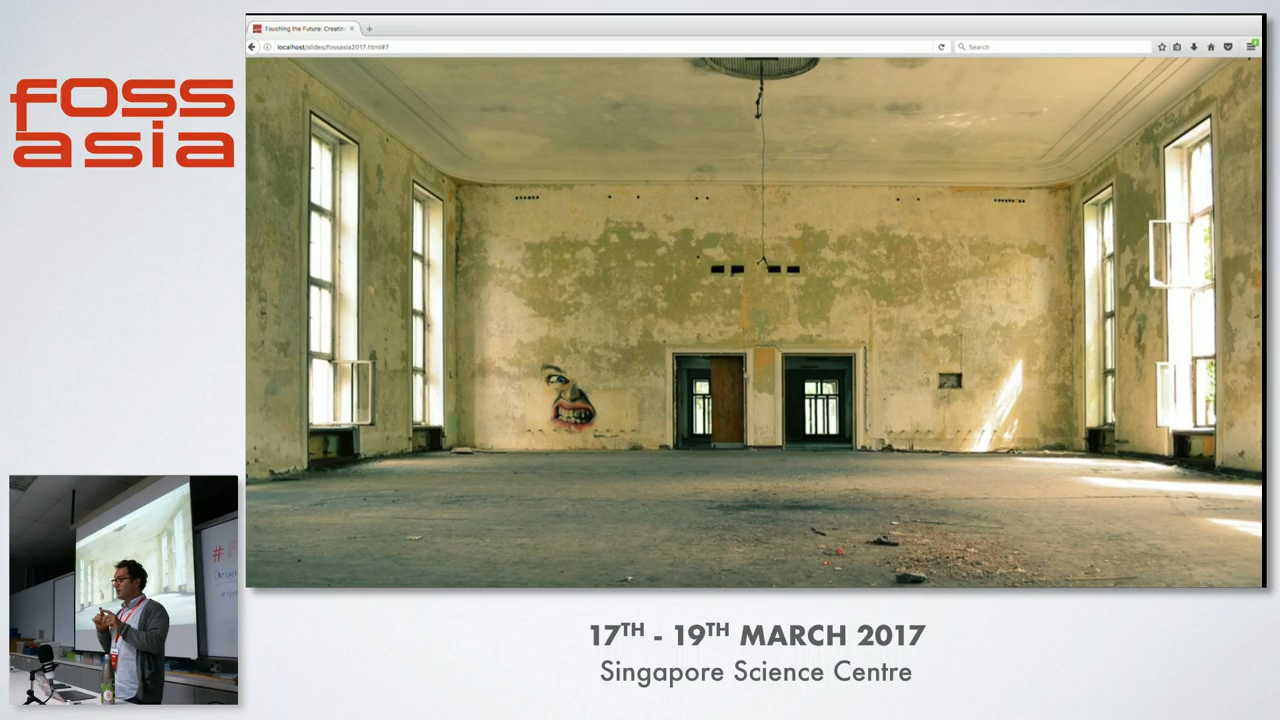 foss
asia
Touching the Future: Creatin
localhost/slides/fossasia2017.html#7
Search
17TH - 19TH MARCH 2017
Singapore Science Centre